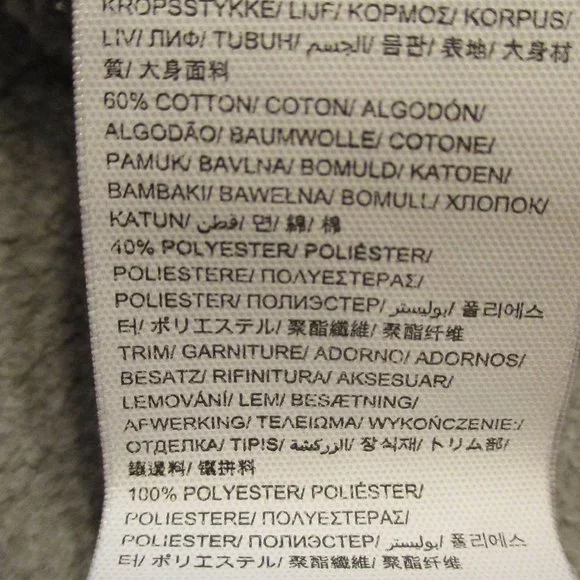 KROPSSTYKKE/ LIJF/ ΚΟΡΜΟΣ/ KORPUS/
LIV/ ЛИФ/ TUBUH/ الجسم/ 몸판/ 表地/ 大身材
質/ 大身面料
60% COTTON/ COTON/ ALGODÓN/
ALGODÃO/ BAUMWOLLE/ COTONE/
PAMUK/ BAVLNA/ BOMULD/ KATOEN/
BAMBAKI/ BAWEŁNA/ BOMULL/ ХЛОПОК/
KATUN/ قطن/ 면/ 綿/ 棉
40% POLYESTER/ POLIÉSTER/
POLIESTERE/ ΠΟΛΥΕΣΤΕΡΑΣ/
POLIESTER/ ПОЛИЭСТЕР/ بوليستر/ 폴리에스
터/ ポリエステル/ 聚酯纖維/ 聚酯纤维
TRIM/ GARNITURE/ ADORNO/ ADORNOS/
BESATZ/ RIFINITURA/ AKSESUAR/
LEMOVÁNÍ/ LEM/ BESÆTNING/
AFWERKING/ ΤΕΛΕΙΩΜΑ/ WYKOŃCZENIE:/
ОТДЕЛКА/ TIPIS/ الزركشة/ 장식재/ トリム部/
鑲邊料/ 镶拼料
100% POLYESTER/ POLIÉSTER/
POLIESTERE/ ΠΟΛΥΕΣΤΕΡΑΣ/
POLIESTER/ ПОЛИЭСТЕР/ بوليستر/ 폴리에스
터/ ポリエステル/ 聚酯纖維/ 聚酯纤维